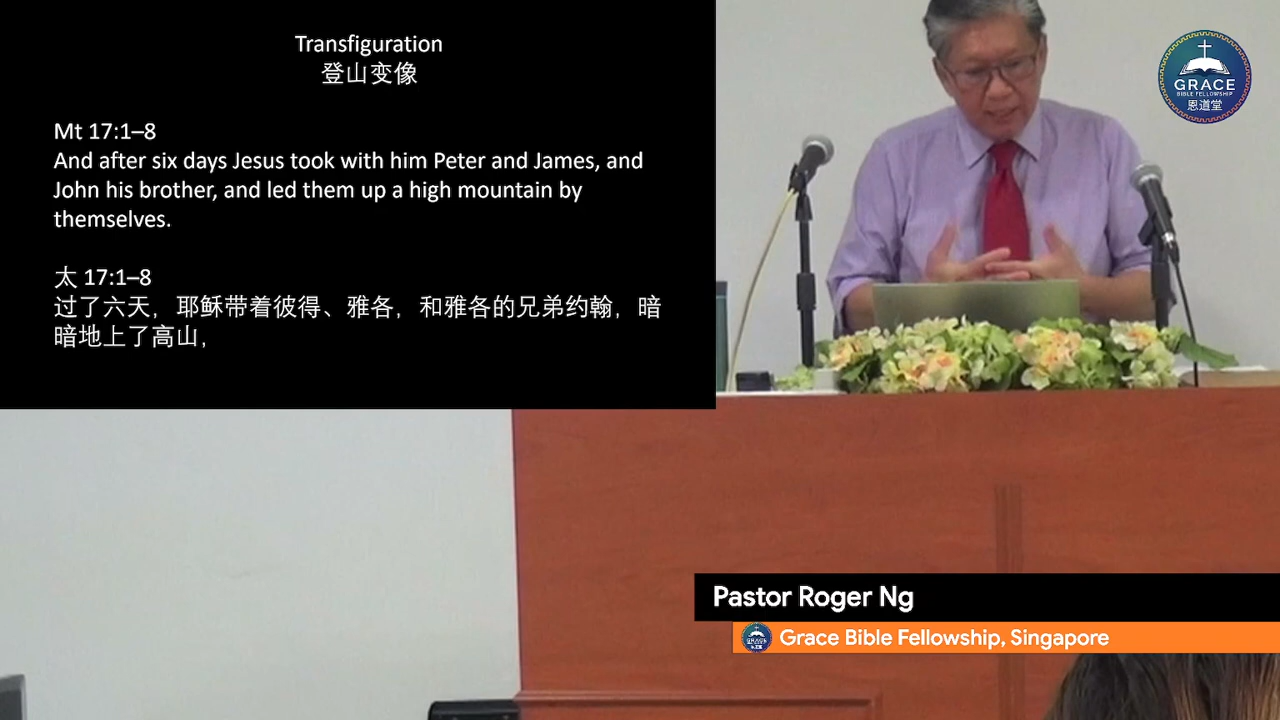 Transfiguration
登山变像
Mt 17:1–8
And after six days Jesus took with him Peter and James, and
John his brother, and led them up a high mountain by
themselves.
太 17:1–8
过了六天，耶稣带着彼得、雅各，和雅各的兄弟约翰，暗
暗地上了高山，
GRACE
BIBLE FELLOWSHIP
恩道堂
Pastor Roger Ng
GRACE
Grace Bible Fellowship, Singapore